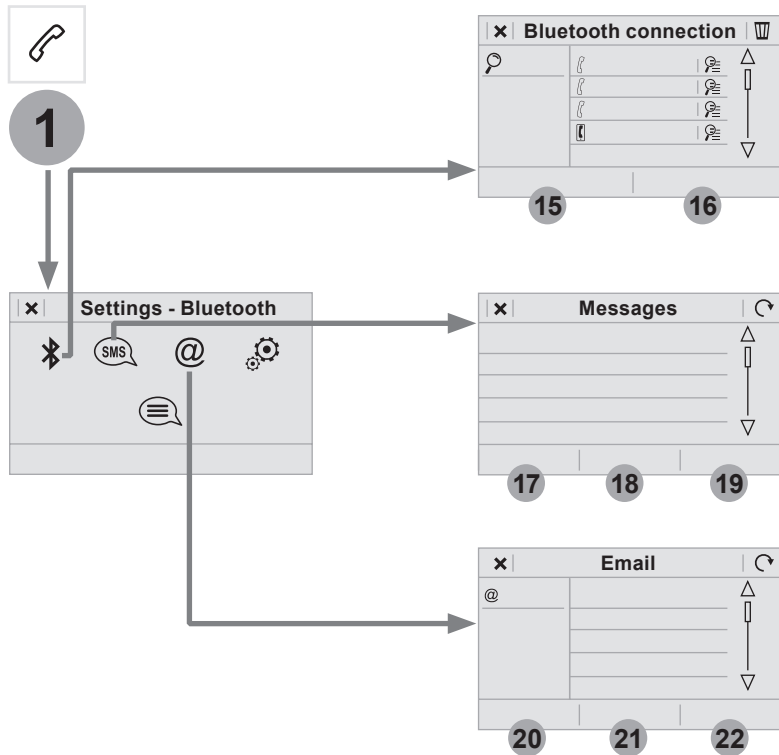 1
Bluetooth connection
15
16
Settings - Bluetooth
SMS
@
Messages
17
18
19
Email
@
20
21
22